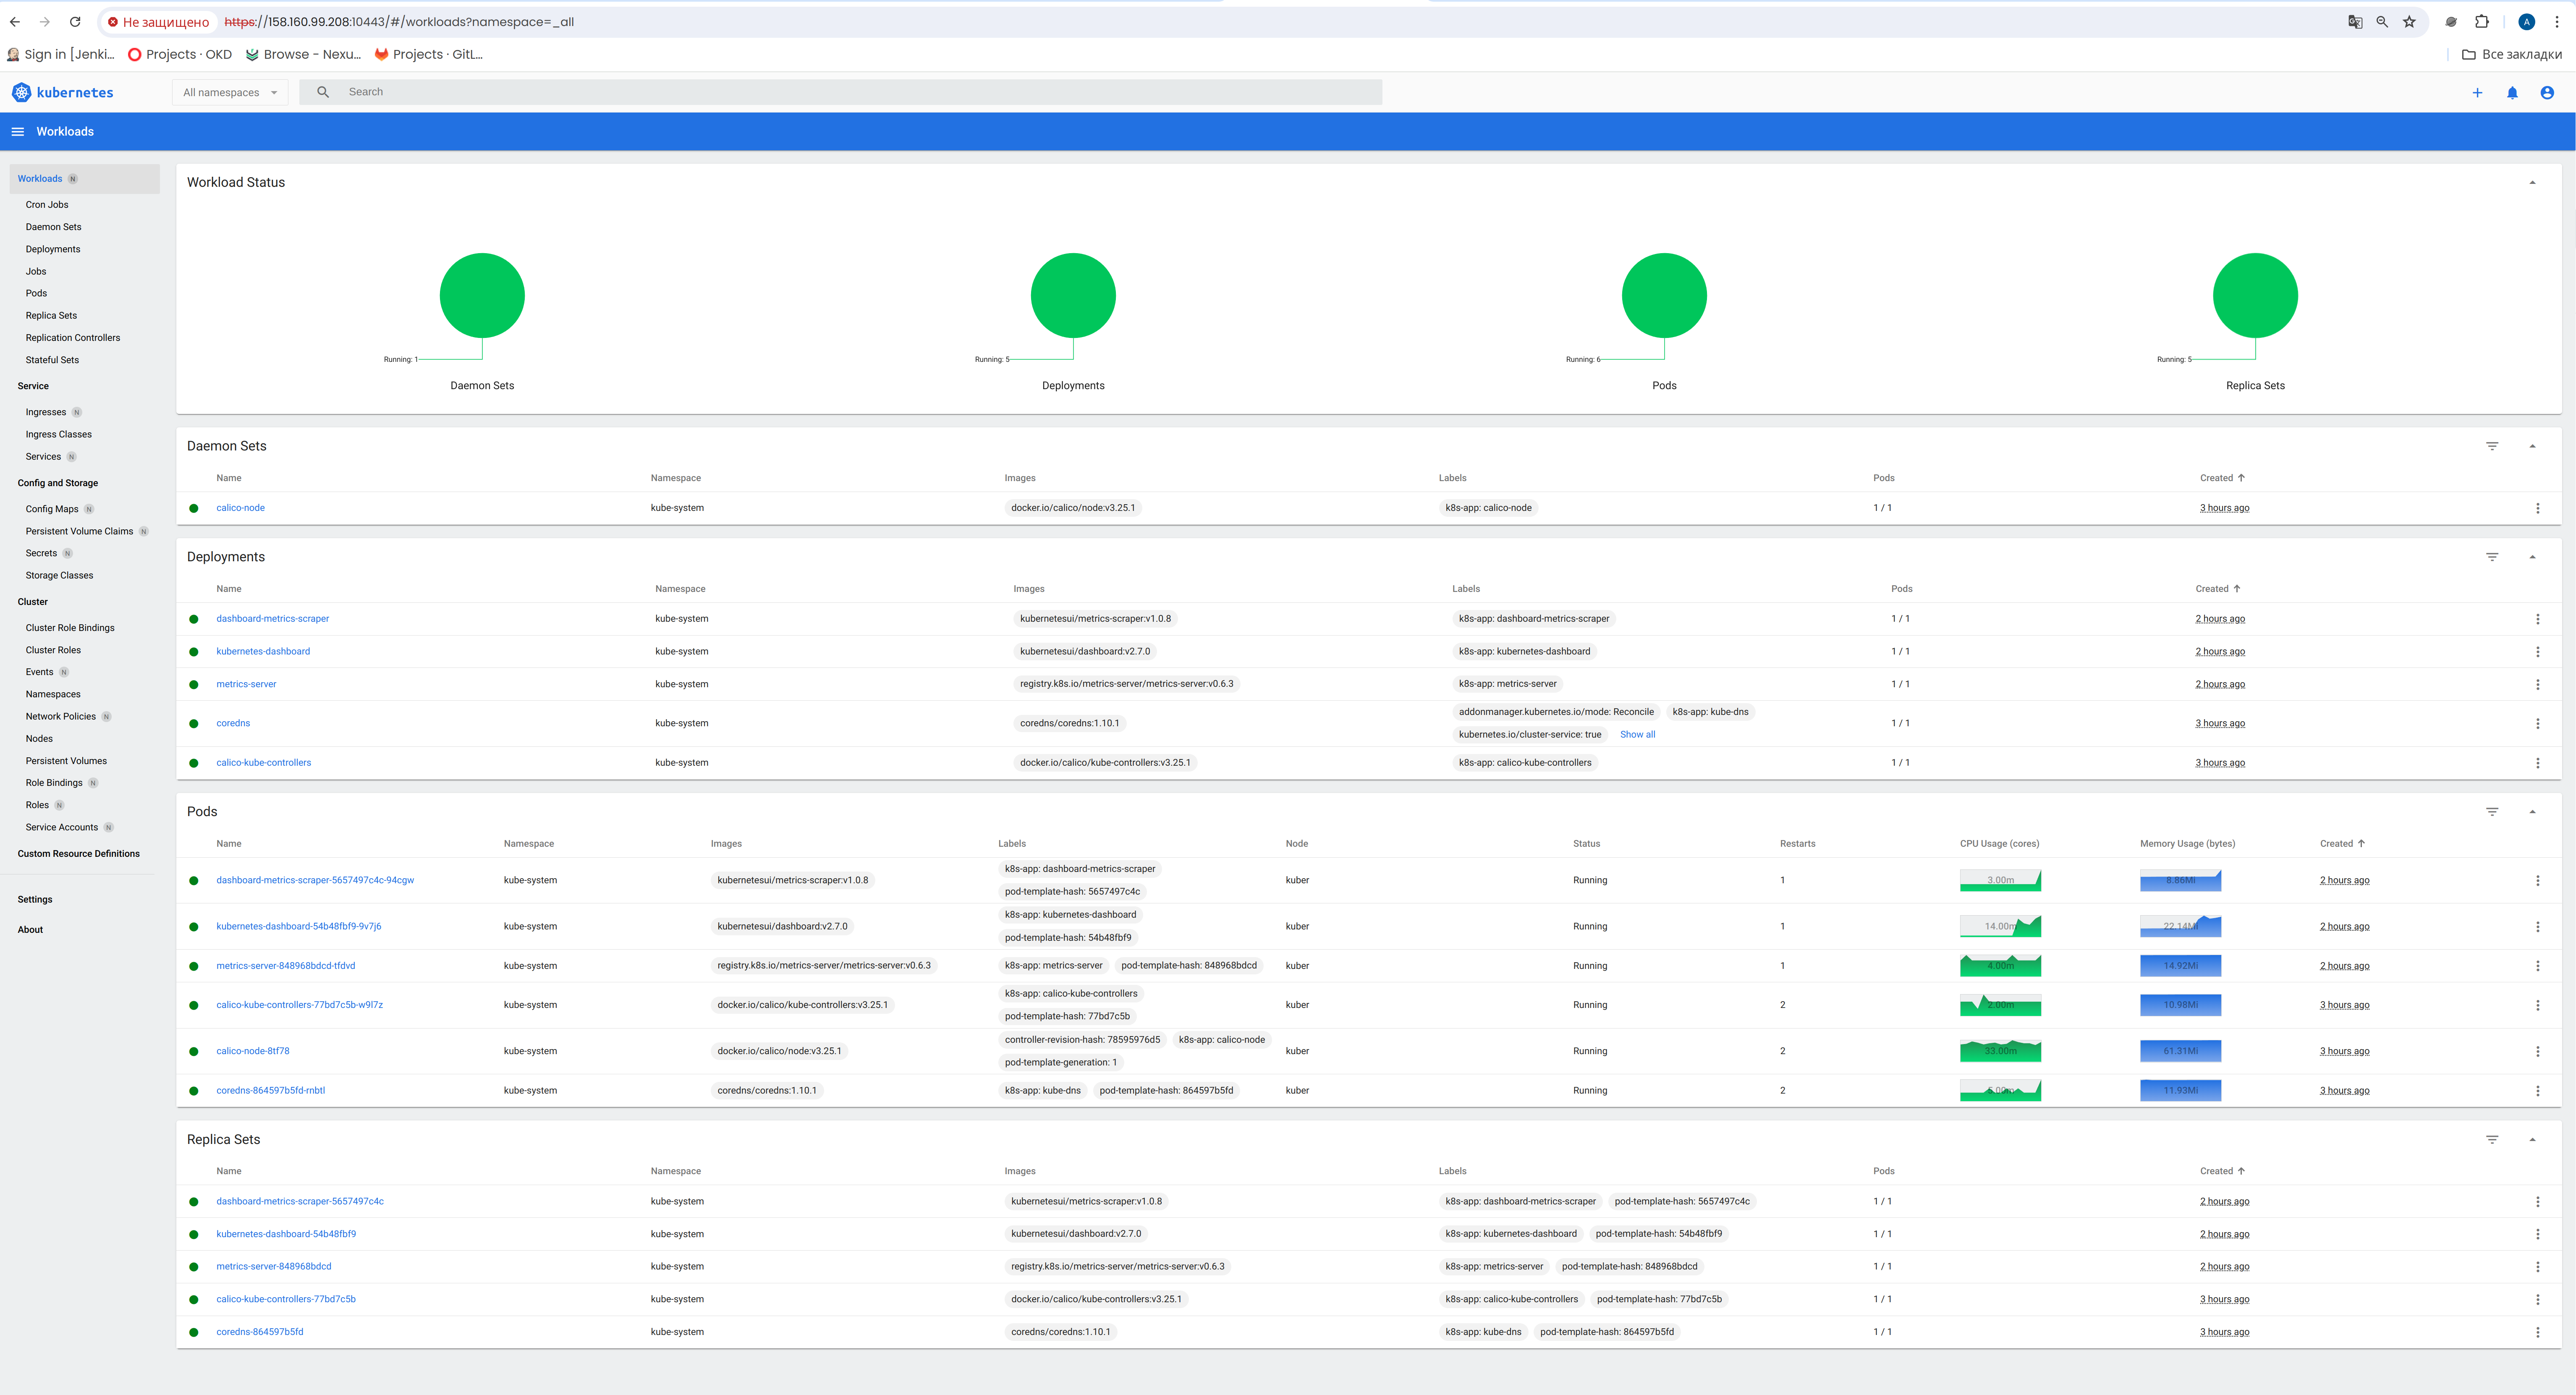 Не защищено https://158.160.99.208:10443/#/workloads?namespace=_all
A
Sign in [Jenki... Projects · OKD Browse – Nexu... Projects · GitL... Все закладки
kubernetes All namespaces Search
Workloads
Workloads N
Cron Jobs
Daemon Sets
Deployments
Jobs
Pods
Replica Sets
Replication Controllers
Stateful Sets
Service
Ingresses N
Ingress Classes
Services N
Config and Storage
Config Maps N
Persistent Volume Claims N
Secrets N
Storage Classes
Cluster
Cluster Role Bindings
Cluster Roles
Events N
Namespaces
Network Policies N
Nodes
Persistent Volumes
Role Bindings N
Roles N
Service Accounts N
Custom Resource Definitions
Settings
About
Workload Status
Running: 1 Running: 5 Running: 6 Running: 5
Daemon Sets Deployments Pods Replica Sets
Daemon Sets
Name Namespace Images Labels Pods Created
calico-node kube-system docker.io/calico/node:v3.25.1 k8s-app: calico-node 1 / 1 3 hours ago
Deployments
Name Namespace Images Labels Pods Created
dashboard-metrics-scraper kube-system kubernetesui/metrics-scraper:v1.0.8 k8s-app: dashboard-metrics-scraper 1 / 1 2 hours ago
kubernetes-dashboard kube-system kubernetesui/dashboard:v2.7.0 k8s-app: kubernetes-dashboard 1 / 1 2 hours ago
metrics-server kube-system registry.k8s.io/metrics-server/metrics-server:v0.6.3 k8s-app: metrics-server 1 / 1 2 hours ago
addonmanager.kubernetes.io/mode: Reconcile k8s-app: kube-dns
coredns kube-system coredns/coredns:1.10.1 1 / 1 3 hours ago
kubernetes.io/cluster-service: true Show all
calico-kube-controllers kube-system docker.io/calico/kube-controllers:v3.25.1 k8s-app: calico-kube-controllers 1 / 1 3 hours ago
Pods
Name Namespace Images Labels Node Status Restarts CPU Usage (cores) Memory Usage (bytes) Created
k8s-app: dashboard-metrics-scraper
dashboard-metrics-scraper-5657497c4c-94cgw kube-system kubernetesui/metrics-scraper:v1.0.8 kuber Running 1 3.00m 8.86Mi 2 hours ago
pod-template-hash: 5657497c4c
k8s-app: kubernetes-dashboard
kubernetes-dashboard-54b48fbf9-9v7j6 kube-system kubernetesui/dashboard:v2.7.0 kuber Running 1 14.00m 22.14Mi 2 hours ago
pod-template-hash: 54b48fbf9
metrics-server-848968bdcd-tfdvd kube-system registry.k8s.io/metrics-server/metrics-server:v0.6.3 k8s-app: metrics-server pod-template-hash: 848968bdcd kuber Running 1 4.00m 14.92Mi 2 hours ago
k8s-app: calico-kube-controllers
calico-kube-controllers-77bd7c5b-w9l7z kube-system docker.io/calico/kube-controllers:v3.25.1 kuber Running 2 2.00m 10.98Mi 3 hours ago
pod-template-hash: 77bd7c5b
controller-revision-hash: 78595976d5 k8s-app: calico-node
calico-node-8tf78 kube-system docker.io/calico/node:v3.25.1 kuber Running 2 33.00m 61.31Mi 3 hours ago
pod-template-generation: 1
coredns-864597b5fd-rnbtl kube-system coredns/coredns:1.10.1 k8s-app: kube-dns pod-template-hash: 864597b5fd kuber Running 2 5.00m 11.93Mi 3 hours ago
Replica Sets
Name Namespace Images Labels Pods Created
dashboard-metrics-scraper-5657497c4c kube-system kubernetesui/metrics-scraper:v1.0.8 k8s-app: dashboard-metrics-scraper pod-template-hash: 5657497c4c 1 / 1 2 hours ago
kubernetes-dashboard-54b48fbf9 kube-system kubernetesui/dashboard:v2.7.0 k8s-app: kubernetes-dashboard pod-template-hash: 54b48fbf9 1 / 1 2 hours ago
metrics-server-848968bdcd kube-system registry.k8s.io/metrics-server/metrics-server:v0.6.3 k8s-app: metrics-server pod-template-hash: 848968bdcd 1 / 1 2 hours ago
calico-kube-controllers-77bd7c5b kube-system docker.io/calico/kube-controllers:v3.25.1 k8s-app: calico-kube-controllers pod-template-hash: 77bd7c5b 1 / 1 3 hours ago
coredns-864597b5fd kube-system coredns/coredns:1.10.1 k8s-app: kube-dns pod-template-hash: 864597b5fd 1 / 1 3 hours ago